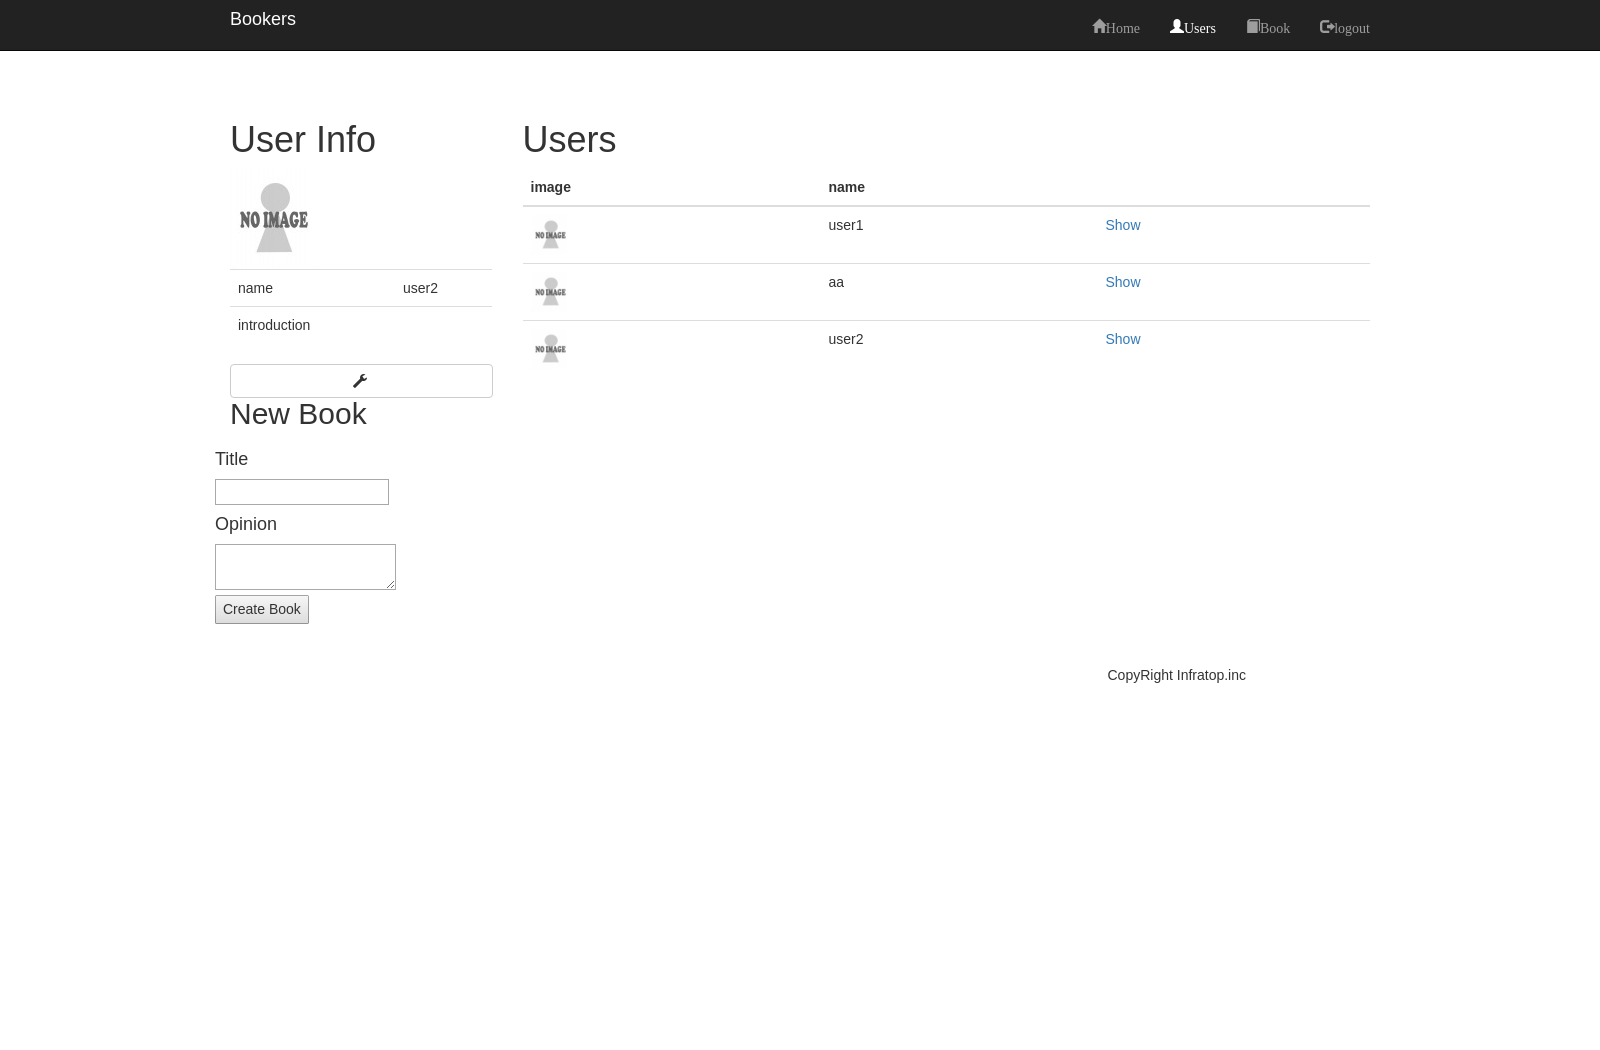 Bookers
Home Users Book logout
User Info
NO IMAGE
name user2
introduction
New Book
Title
Opinion
Create Book
Users
image name
NO IMAGE user1 Show
NO IMAGE aa Show
NO IMAGE user2 Show
CopyRight Infratop.inc